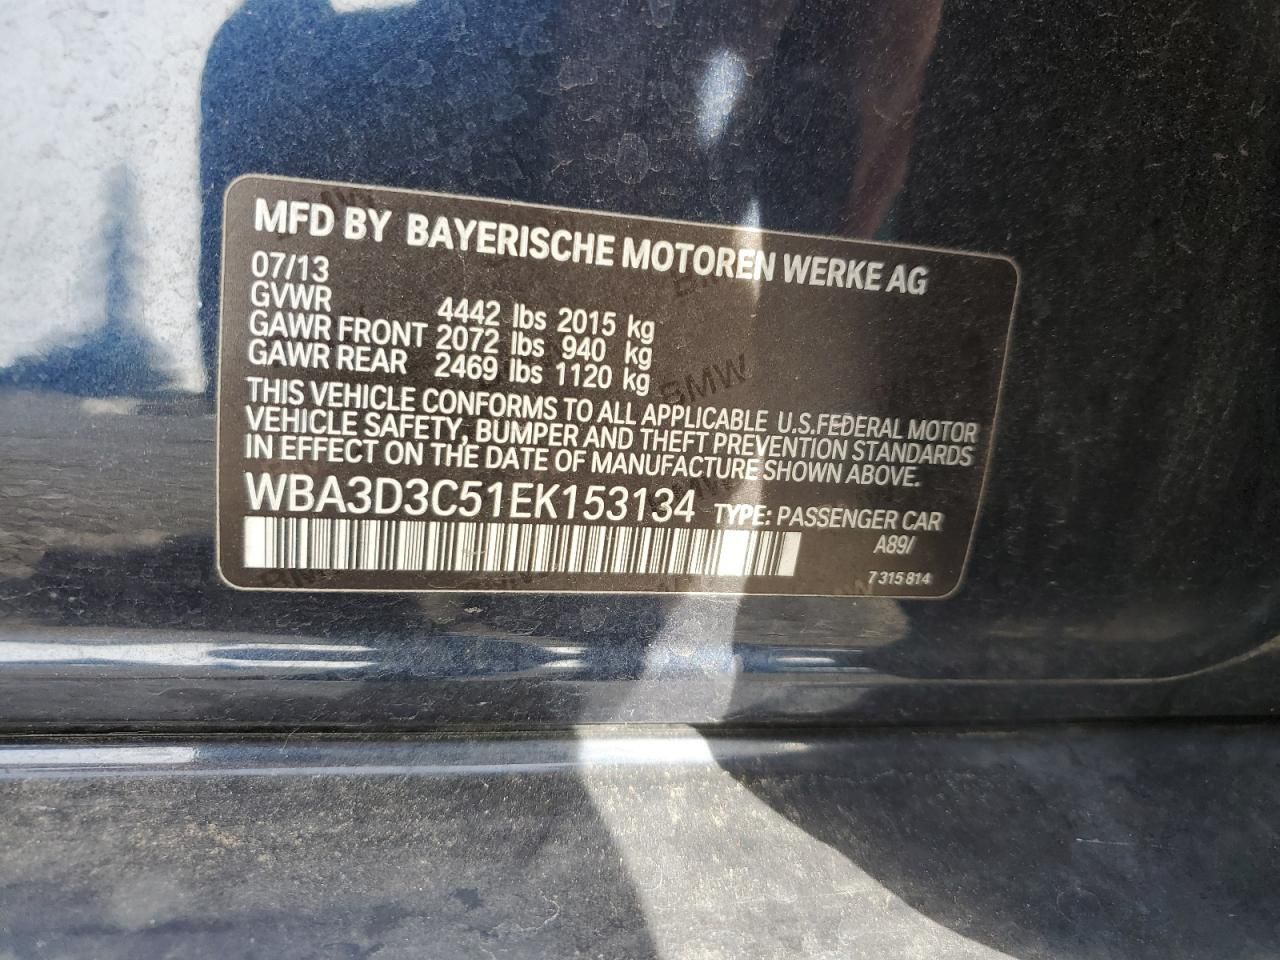 MFD BY BAYERISCHE MOTOREN WERKE AG
07/13
GVWR 4442 lbs 2015 kg
GAWR FRONT 2072 lbs 940 kg
GAWR REAR 2469 lbs 1120 kg
THIS VEHICLE CONFORMS TO ALL APPLICABLE U.S.FEDERAL MOTOR
VEHICLE SAFETY, BUMPER AND THEFT PREVENTION STANDARDS
IN EFFECT ON THE DATE OF MANUFACTURE SHOWN ABOVE.
WBA3D3C51EK153134 TYPE: PASSENGER CAR
A89/
7 315 814
BMW